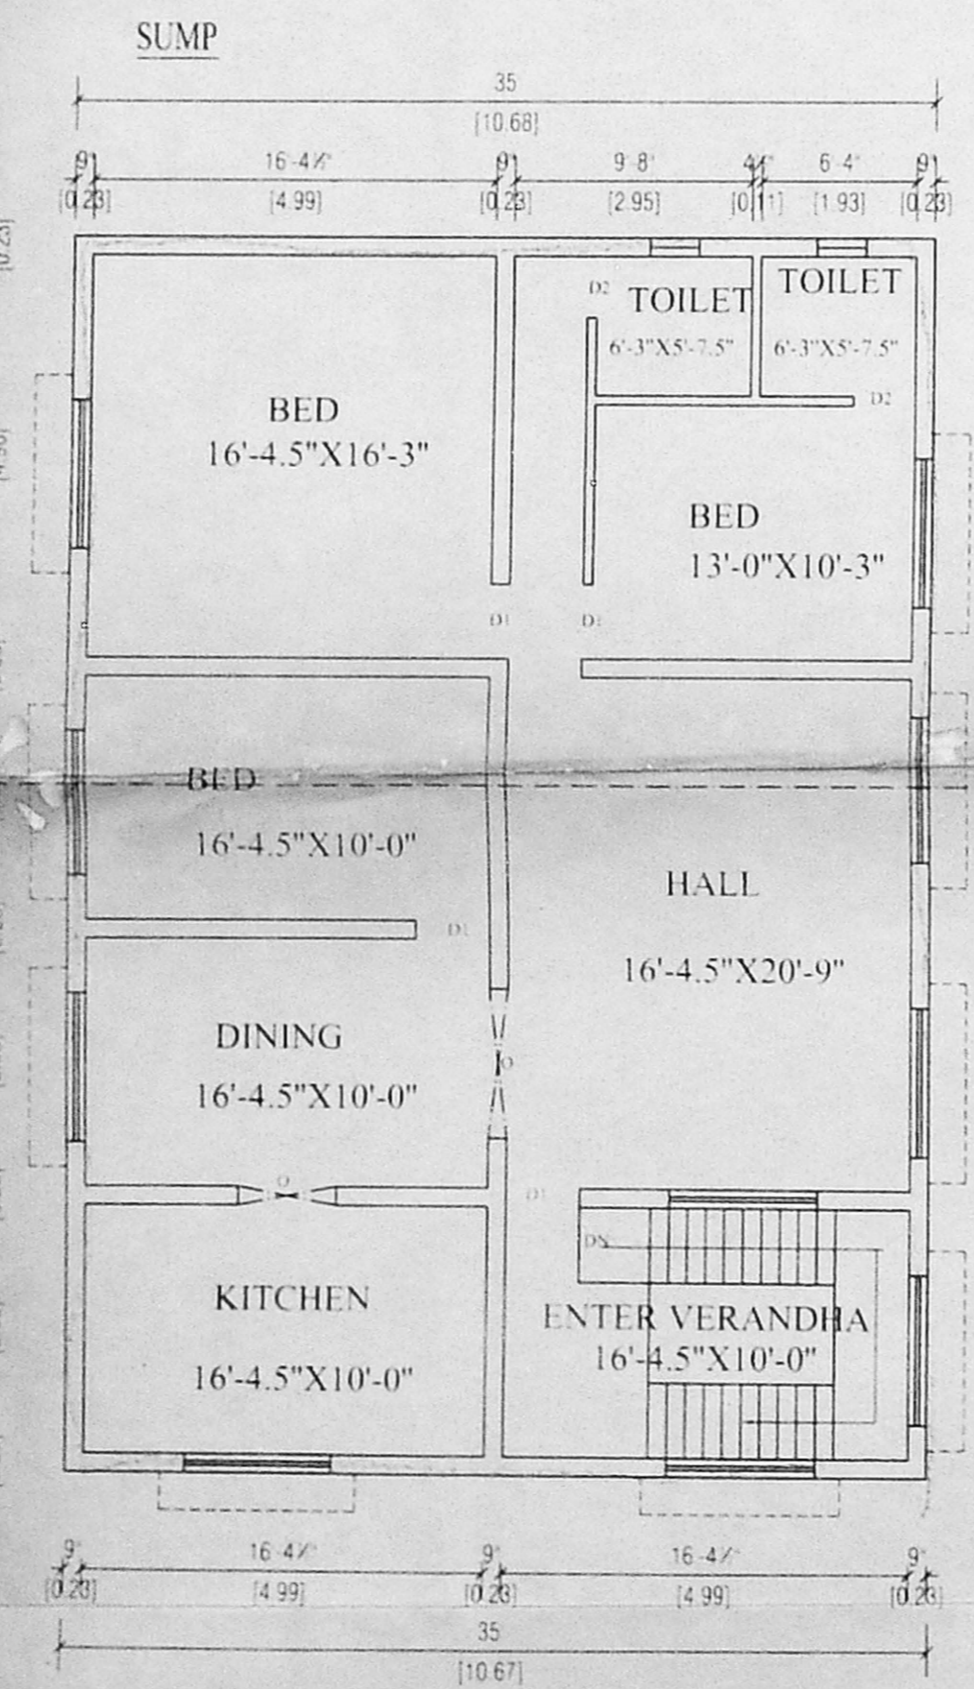 SUMP
35
[10.68]
9" 16-4½" 9" 9-8" 4½" 6-4" 9"
[0.23] [4.99] [0.23] [2.95] [0.11] [1.93] [0.23]
[0.23]
D2 TOILET TOILET
6'-3"X5'-7.5" 6'-3"X5'-7.5"
D2
BED
16'-4.5"X16'-3"
BED
13'-0"X10'-3"
D1 D1
BED
16'-4.5"X10'-0"
HALL
D1
16'-4.5"X20'-9"
DINING
O
16'-4.5"X10'-0"
O
D1
DN
KITCHEN
ENTER VERANDHA
16'-4.5"X10'-0"
16'-4.5"X10'-0"
9" 16-4½" 9" 16-4½" 9"
[0.23] [4.99] [0.23] [4.99] [0.23]
35
[10.67]